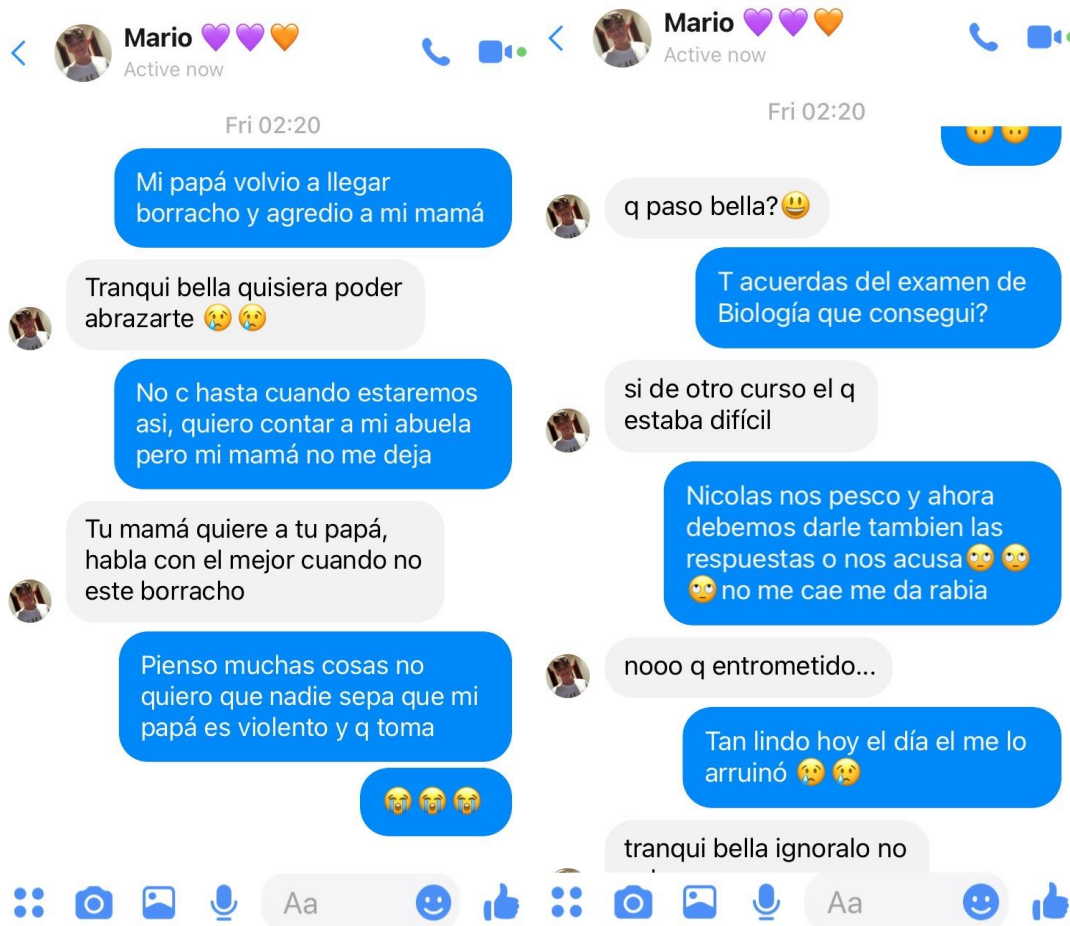 Mario 💜💜🧡
Active now
Fri 02:20
Mi papá volvio a llegar
borracho y agredio a mi mamá
Tranqui bella quisiera poder
abrazarte 😢😢
No c hasta cuando estaremos
asi, quiero contar a mi abuela
pero mi mamá no me deja
Tu mamá quiere a tu papá,
habla con el mejor cuando no
este borracho
Pienso muchas cosas no
quiero que nadie sepa que mi
papá es violento y q toma
😭😭😭
Aa
Mario 💜💜🧡
Active now
Fri 02:20
q paso bella?😃
T acuerdas del examen de
Biología que consegui?
si de otro curso el q
estaba difícil
Nicolas nos pesco y ahora
debemos darle tambien las
respuestas o nos acusa🙄🙄
🙄no me cae me da rabia
nooo q entrometido...
Tan lindo hoy el día el me lo
arruinó 😢😢
tranqui bella ignoralo no
Aa